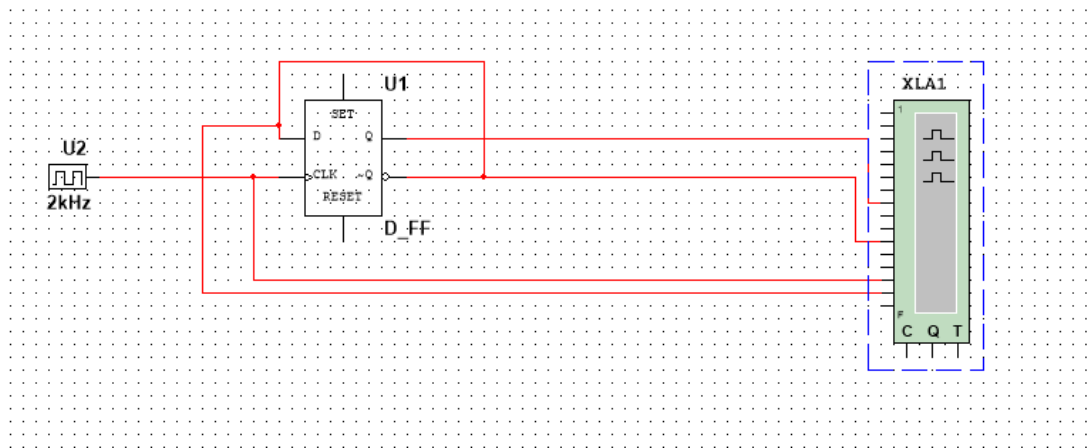 U1
XLA1
SET
1
D Q
U2
CLK ~Q
2kHz
RESET
D_FF
F
C Q T